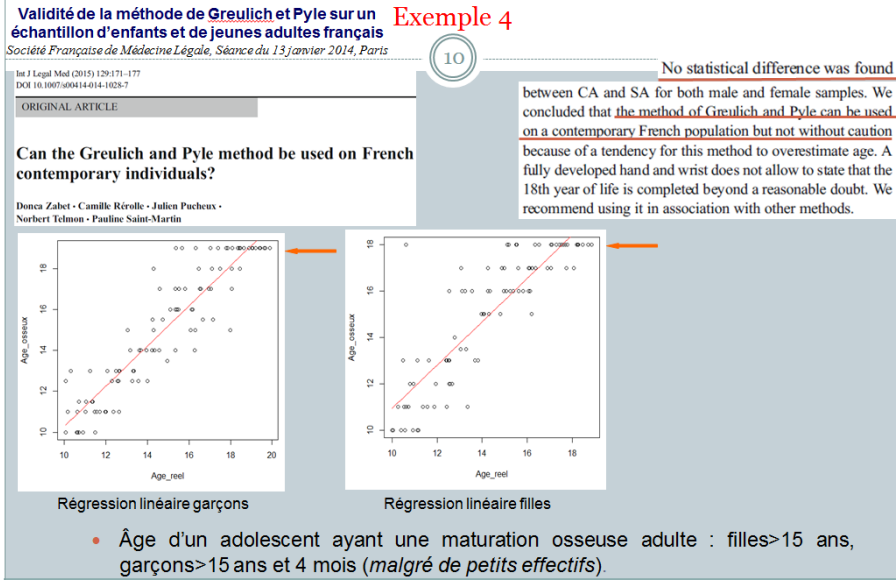 Validité de la méthode de Greulich et Pyle sur un
échantillon d'enfants et de jeunes adultes français
Société Française de Médecine Légale, Séance du 13 janvier 2014, Paris
Exemple 4
10
Int J Legal Med (2015) 129:171–177
DOI 10.1007/s00414-014-1028-7
ORIGINAL ARTICLE
Can the Greulich and Pyle method be used on French
contemporary individuals?
Donca Zabet · Camille Rérolle · Julien Pucheux ·
Norbert Telmon · Pauline Saint-Martin
No statistical difference was found
between CA and SA for both male and female samples. We
concluded that the method of Greulich and Pyle can be used
on a contemporary French population but not without caution
because of a tendency for this method to overestimate age. A
fully developed hand and wrist does not allow to state that the
18th year of life is completed beyond a reasonable doubt. We
recommend using it in association with other methods.
Age_osseux
18
16
14
12
10
10 12 14 16 18 20
Age_reel
Régression linéaire garçons
Age_osseux
18
16
14
12
10
10 12 14 16 18
Age_reel
Régression linéaire filles
• Âge d'un adolescent ayant une maturation osseuse adulte : filles>15 ans,
garçons>15 ans et 4 mois (malgré de petits effectifs).